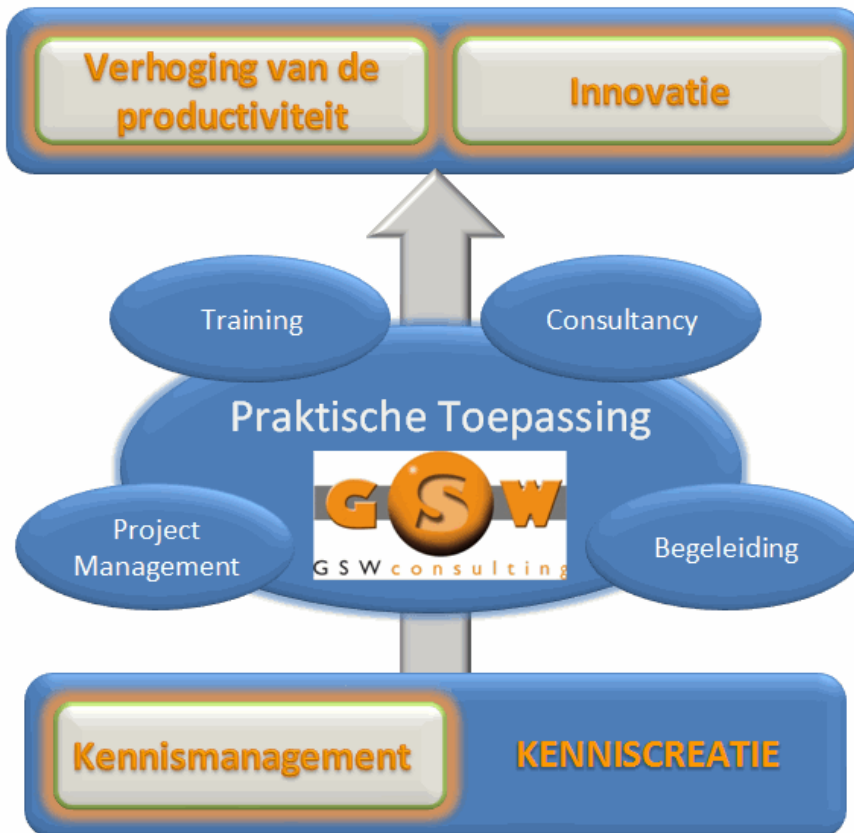 Verhoging van de
productiviteit
Innovatie
Training
Consultancy
Praktische Toepassing
GSW
GSWconsulting
Project
Management
Begeleiding
Kennismanagement
KENNISCREATIE